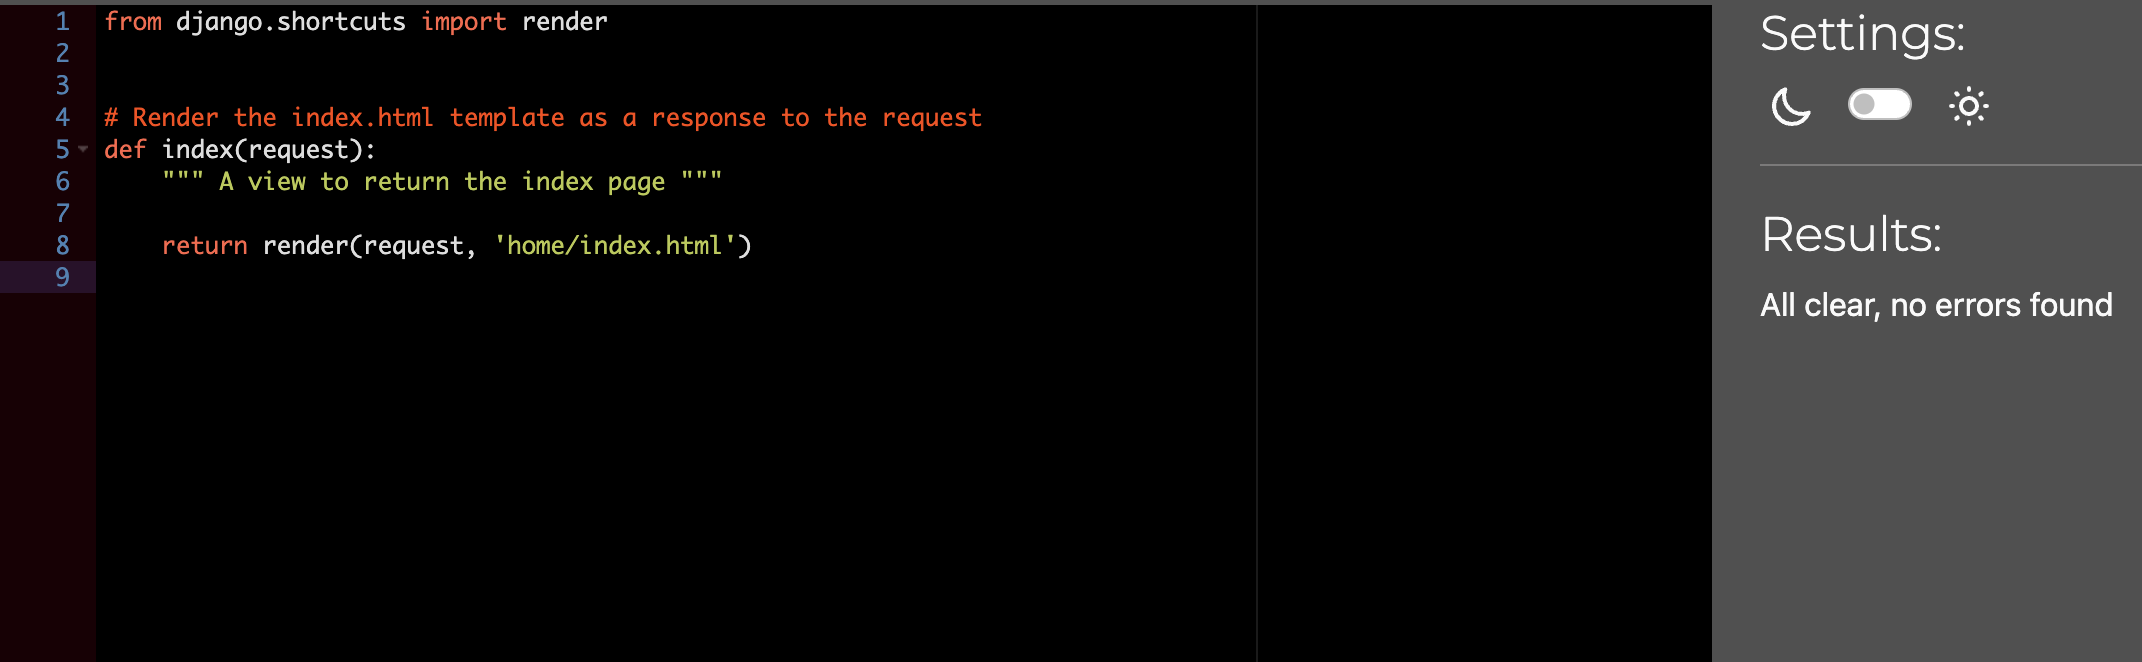 1 from django.shortcuts import render
2
3
4 # Render the index.html template as a response to the request
5 def index(request):
6     """ A view to return the index page """
7
8     return render(request, 'home/index.html')
9
Settings:
Results:
All clear, no errors found